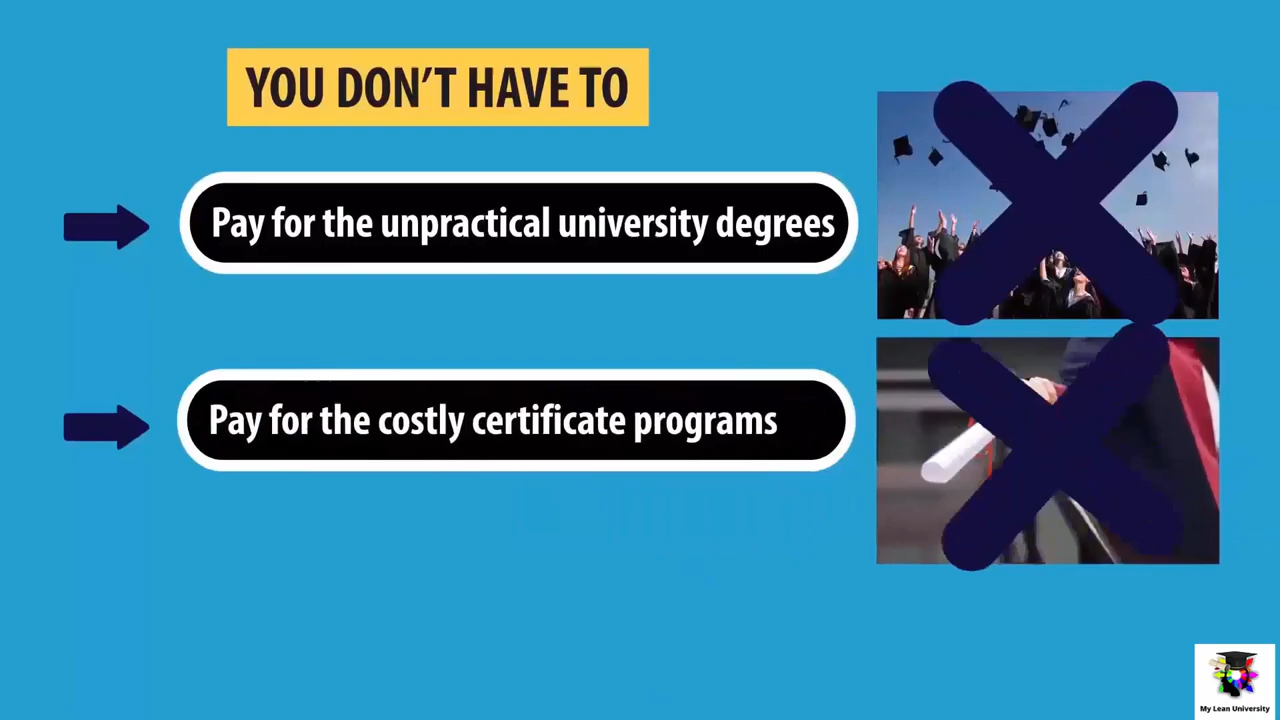 YOU DON'T HAVE TO
Pay for the unpractical university degrees
Pay for the costly certificate programs
My Lean University